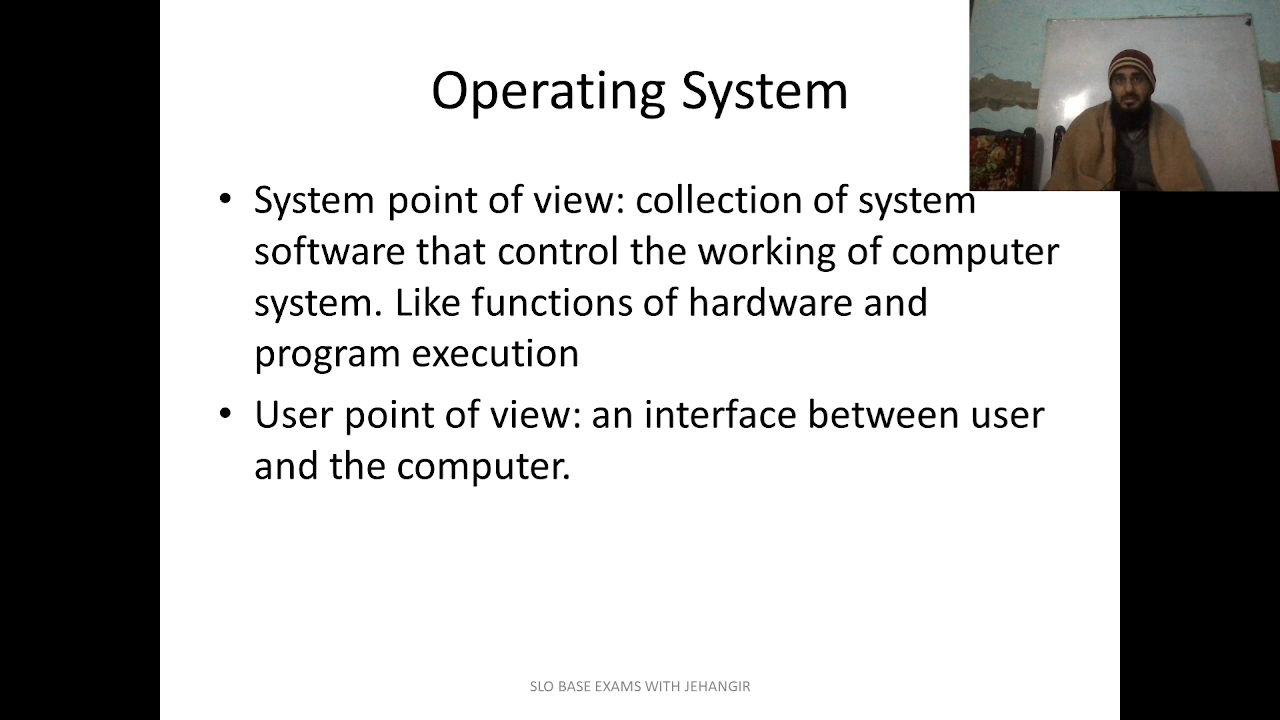 Operating System
• System point of view: collection of system
software that control the working of computer
system. Like functions of hardware and
program execution
• User point of view: an interface between user
and the computer.
SLO BASE EXAMS WITH JEHANGIR